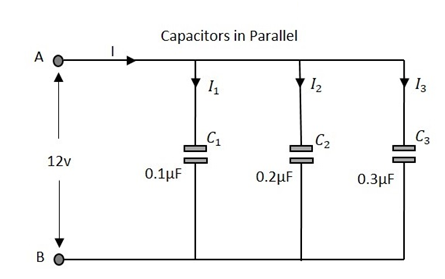 Capacitors in Parallel
A
I
I1
I2
I3
C1
C2
C3
12v
0.1µF
0.2µF
0.3µF
B